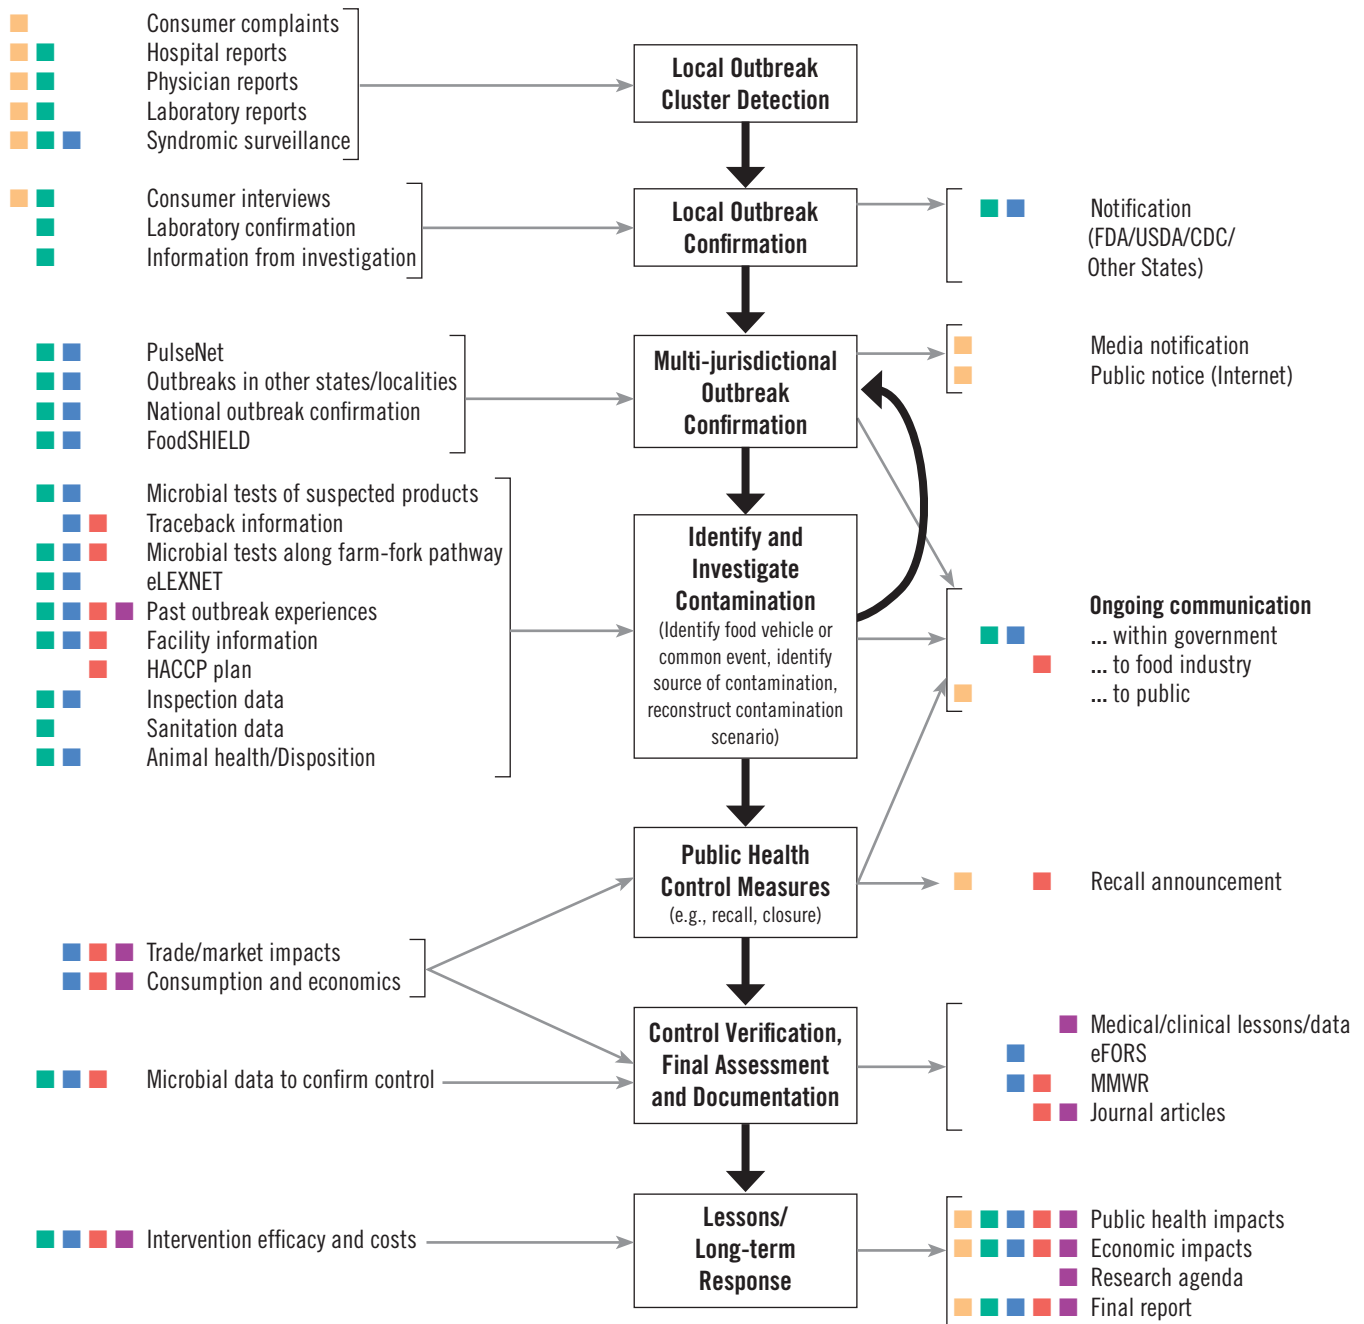 Consumer complaints
Hospital reports
Physician reports
Laboratory reports
Syndromic surveillance
Local Outbreak
Cluster Detection
Consumer interviews
Laboratory confirmation
Information from investigation
Local Outbreak
Confirmation
Notification
(FDA/USDA/CDC/
Other States)
PulseNet
Outbreaks in other states/localities
National outbreak confirmation
FoodSHIELD
Multi-jurisdictional
Outbreak
Confirmation
Media notification
Public notice (Internet)
Microbial tests of suspected products
Traceback information
Microbial tests along farm-fork pathway
eLEXNET
Past outbreak experiences
Facility information
HACCP plan
Inspection data
Sanitation data
Animal health/Disposition
Identify and
Investigate
Contamination
(Identify food vehicle or
common event, identify
source of contamination,
reconstruct contamination
scenario)
Ongoing communication
... within government
... to food industry
... to public
Public Health
Control Measures
(e.g., recall, closure)
Recall announcement
Trade/market impacts
Consumption and economics
Microbial data to confirm control
Control Verification,
Final Assessment
and Documentation
Medical/clinical lessons/data
eFORS
MMWR
Journal articles
Intervention efficacy and costs
Lessons/
Long-term
Response
Public health impacts
Economic impacts
Research agenda
Final report